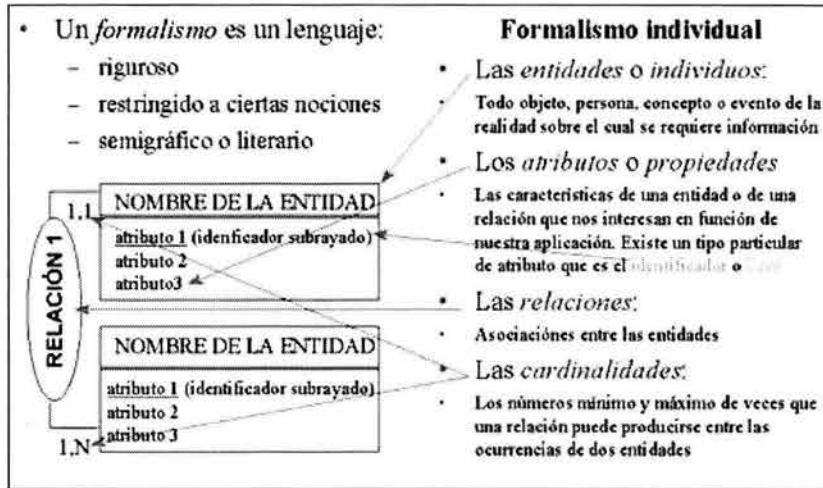 • Un formalismo es un lenguaje:
– riguroso
– restringido a ciertas nociones
– semigráfico o literario
NOMBRE DE LA ENTIDAD
1,1
atributo 1 (idenficador subrayado)
atributo 2
atributo3
RELACIÓN 1
NOMBRE DE LA ENTIDAD
atributo 1 (identificador subrayado)
atributo 2
atributo 3
1,N
Formalismo individual
• Las entidades o individuos:
• Todo objeto, persona, concepto o evento de la
realidad sobre el cual se requiere información
• Los atributos o propiedades
• Las características de una entidad o de una
relación que nos interesan en función de
nuestra aplicación. Existe un tipo particular
de atributo que es el identificador o
• Las relaciones:
• Asociaciónes entre las entidades
• Las cardinalidades:
• Los números mínimo y máximo de veces que
una relación puede producirse entre las
ocurrencias de dos entidades